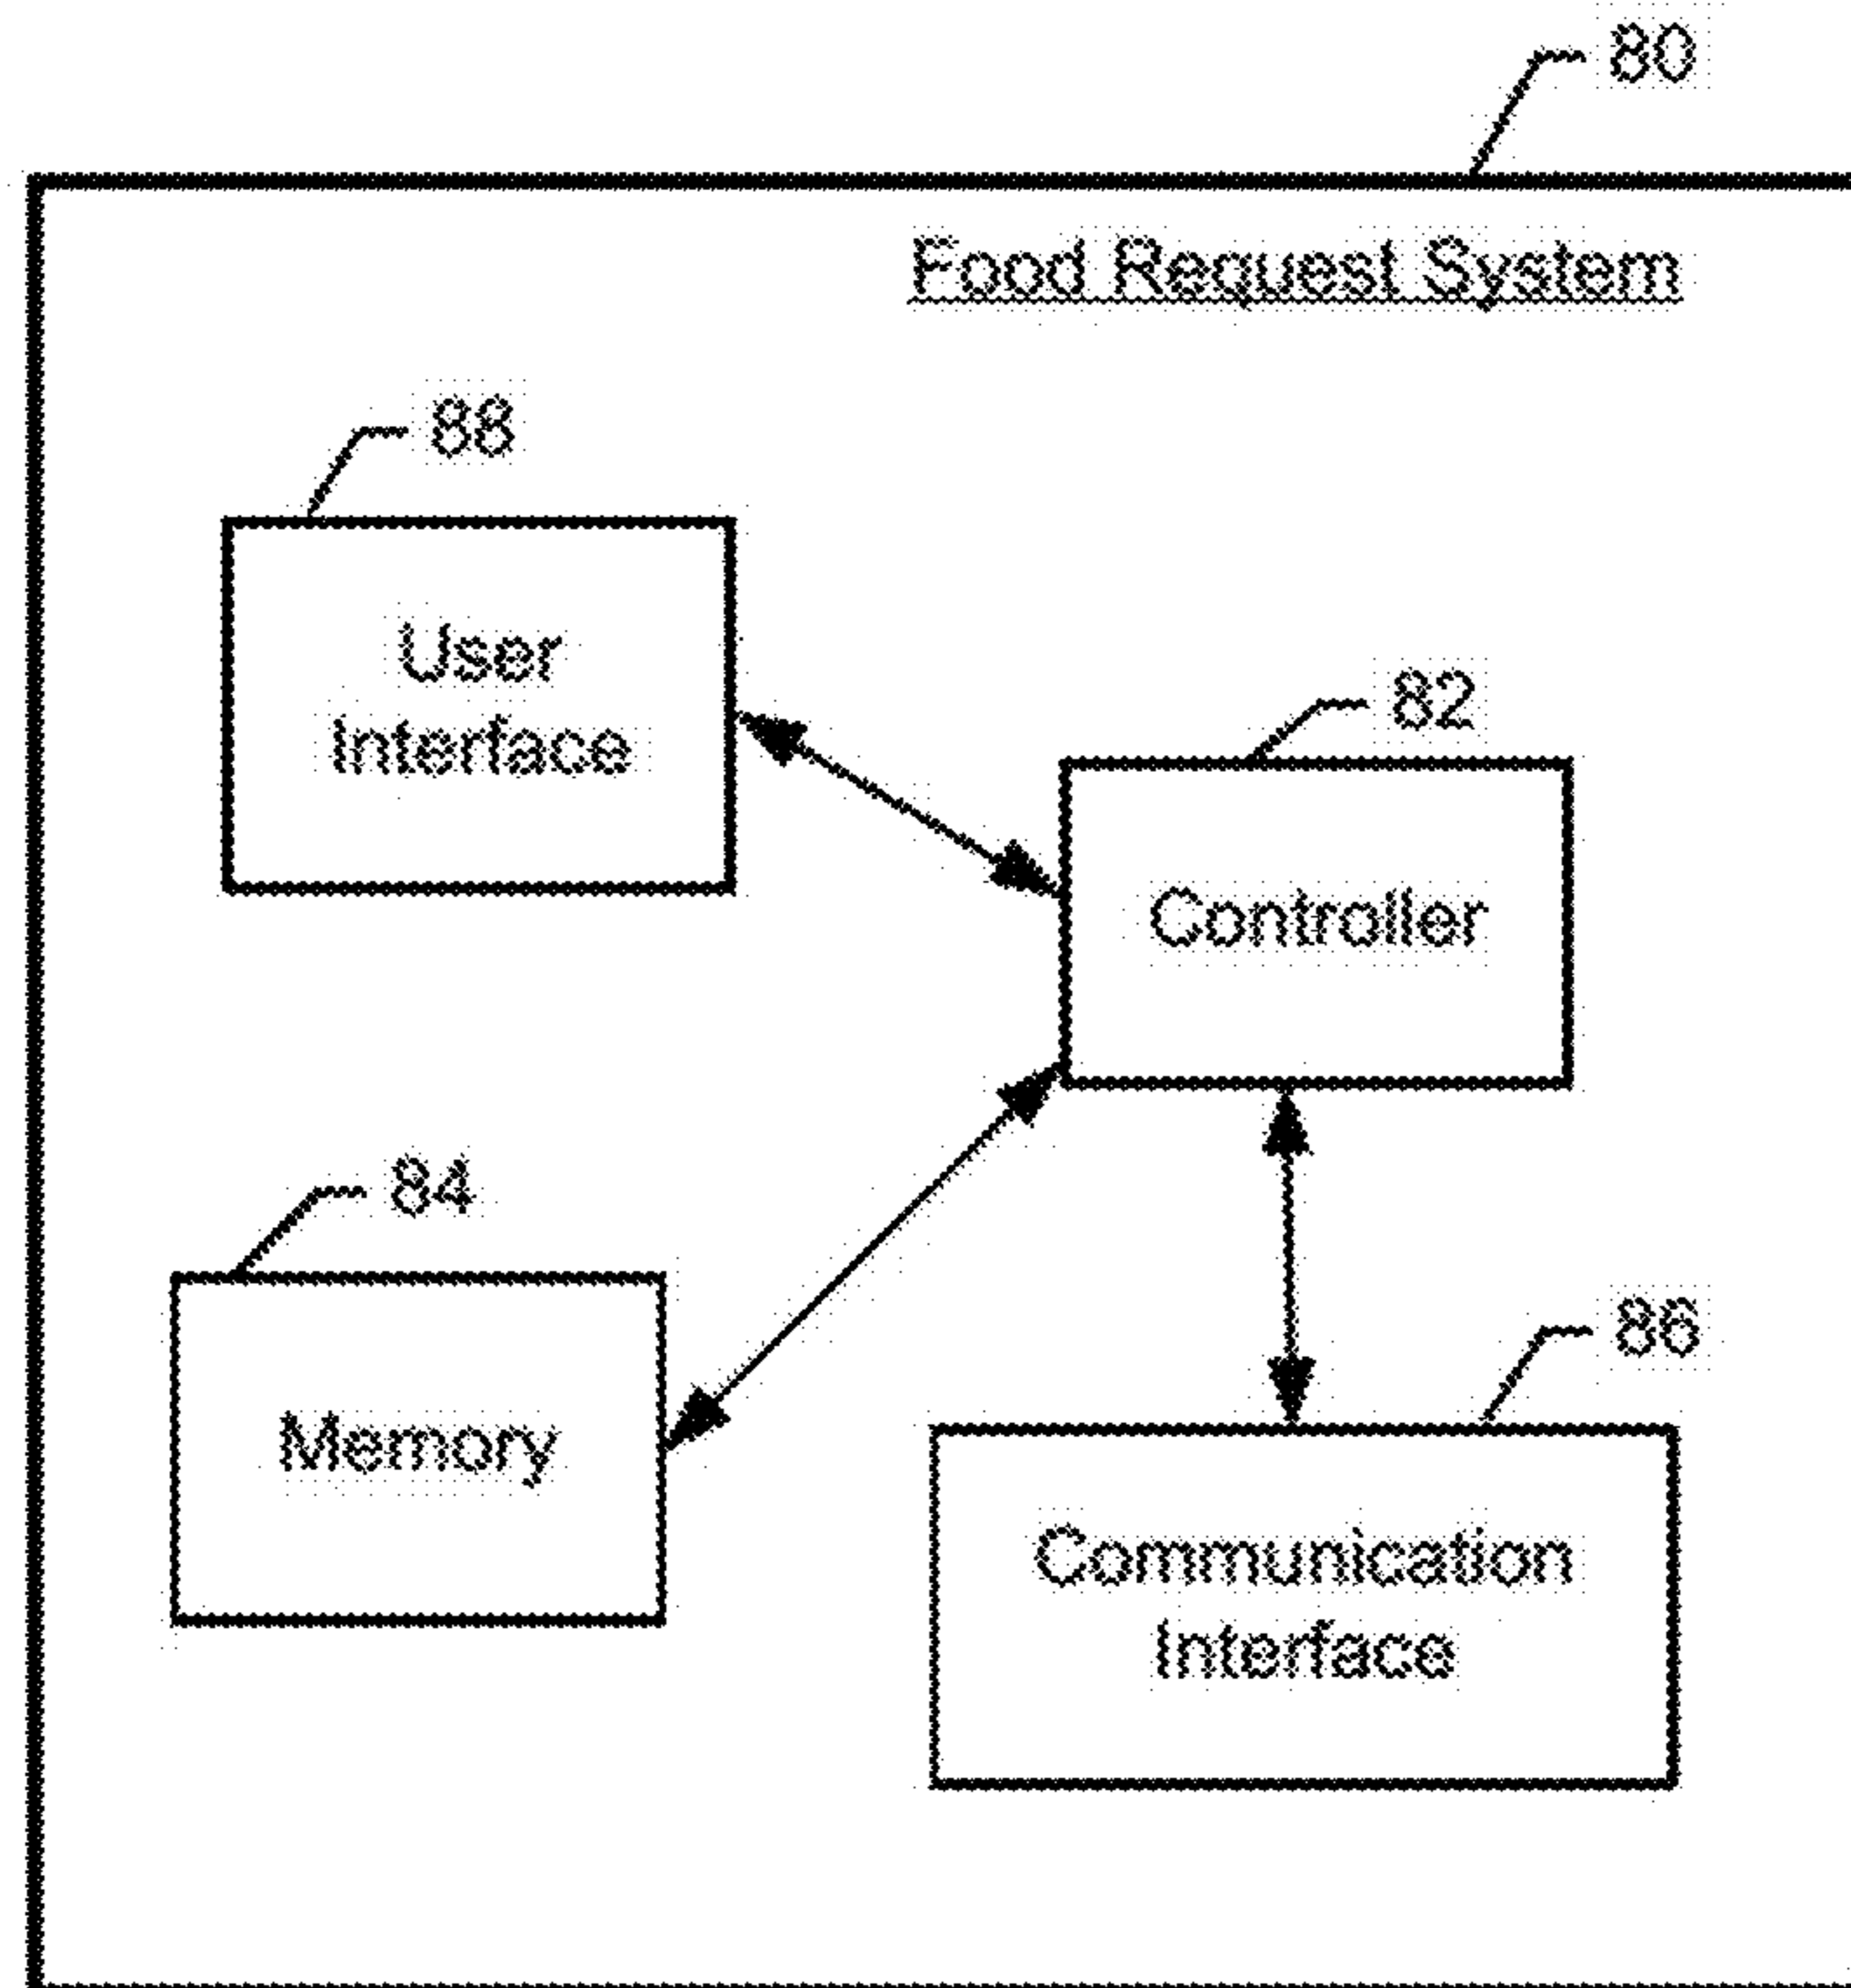 80
Food Request System
88
User
Interface
82
Controller
84
Memory
86
Communication
Interface